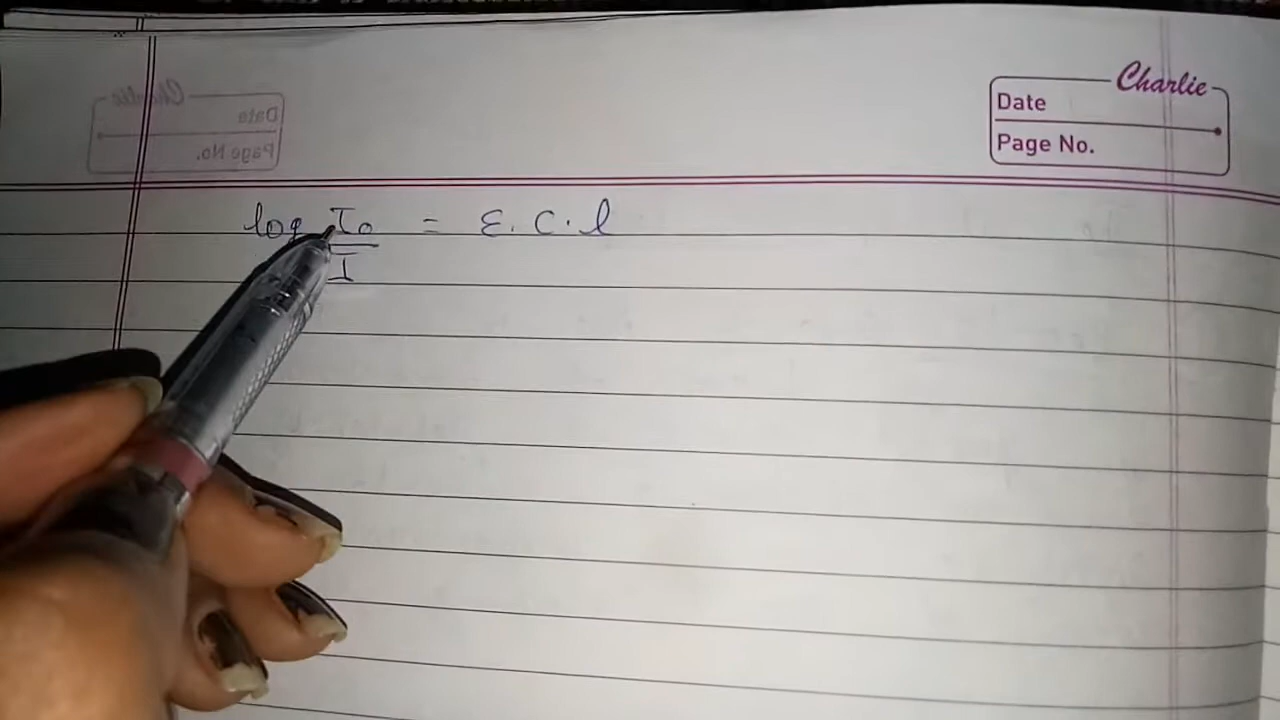 Charlie
Date
Page No.
log I₀/I = ε.C.l